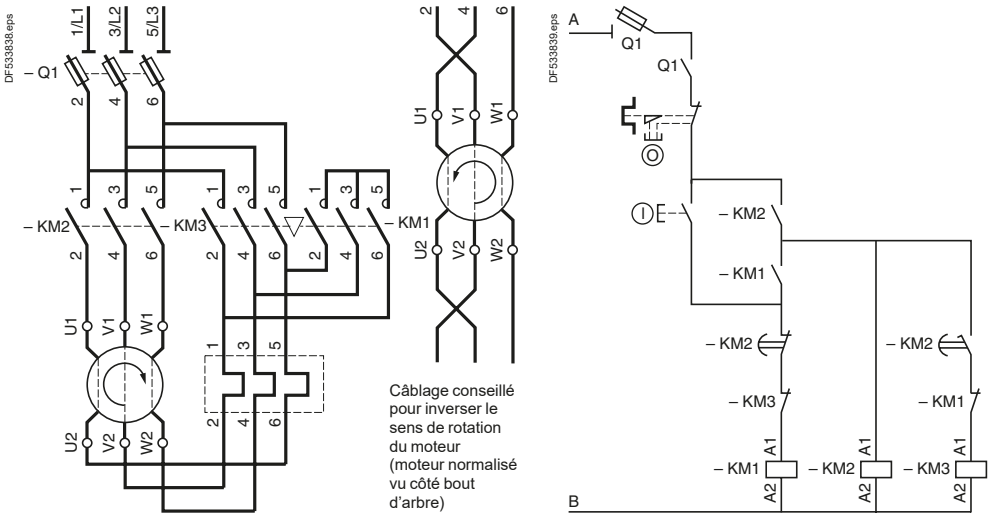 DF533838.eps
1/L1 3/L2 5/L3
– Q1
2 4 6
1 3 5 1 3 5 1 3 5
– KM2 – KM3 – KM1
2 4 6 2 4 6 2 4 6
U1 V1 W1
1 3 5
2 4 6
U2 V2 W2
2 4 6
U1 V1 W1
U2 V2 W2
Câblage conseillé
pour inverser le
sens de rotation
du moteur
(moteur normalisé
vu côté bout
d’arbre)
DF533839.eps
A
Q1
Q1
O
I
– KM2
– KM1
– KM2 – KM2
– KM3 – KM1
A1 A1 A1
– KM1 – KM2 – KM3
A2 A2 A2
B